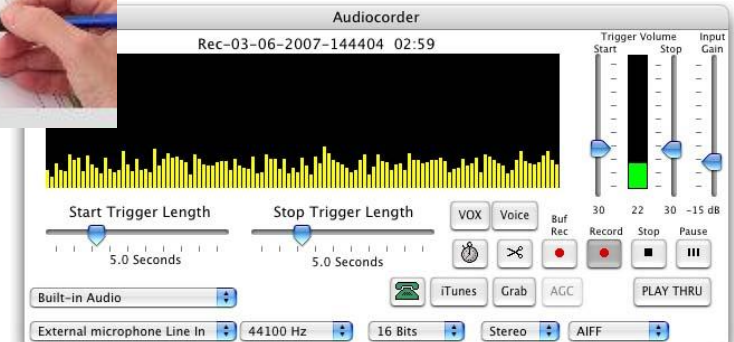 Audiocorder
Rec-03-06-2007-144404 02:59
Trigger Volume
Start Stop
Input Gain
Start Trigger Length
5.0 Seconds
Stop Trigger Length
5.0 Seconds
VOX Voice
30 22 30 -15 dB
Buf Rec Record Stop Pause
iTunes Grab AGC PLAY THRU
Built-in Audio
External microphone Line In 44100 Hz 16 Bits Stereo AIFF